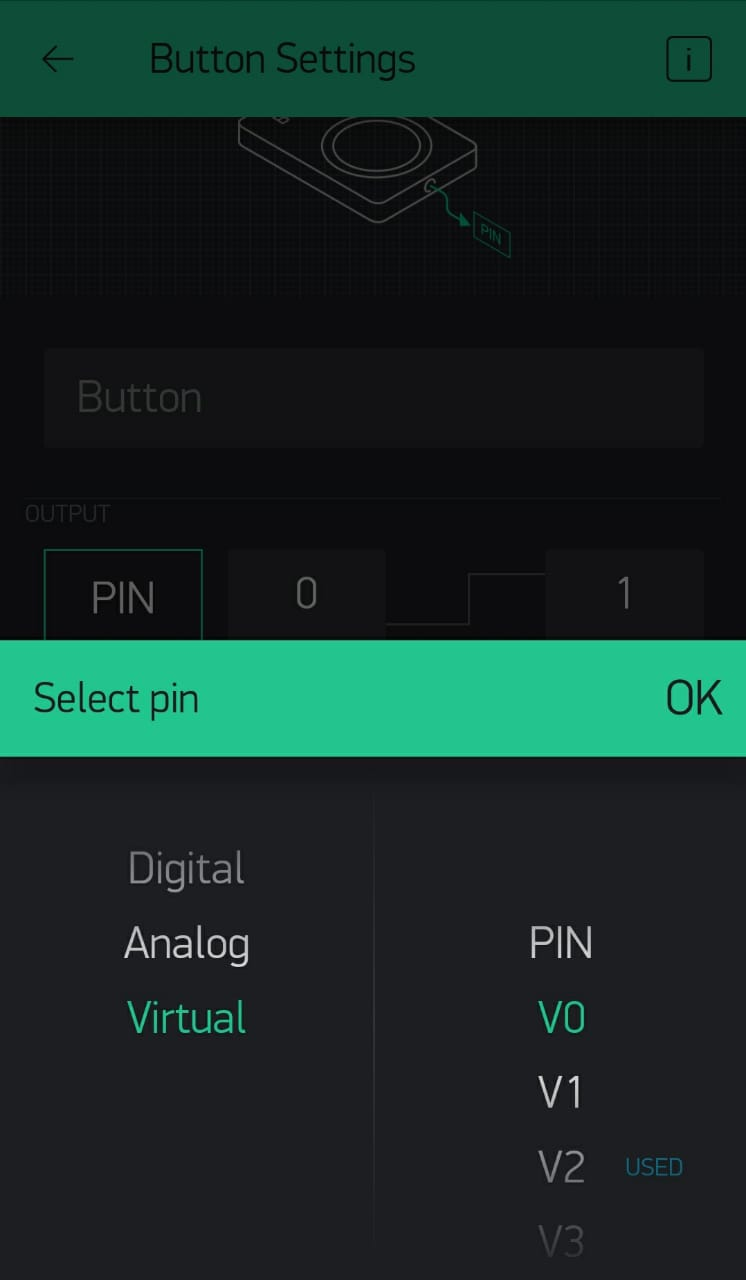 Button Settings
i
PIN
Button
OUTPUT
PIN 0 1
Select pin OK
Digital
Analog PIN
Virtual V0
V1
V2 USED
V3